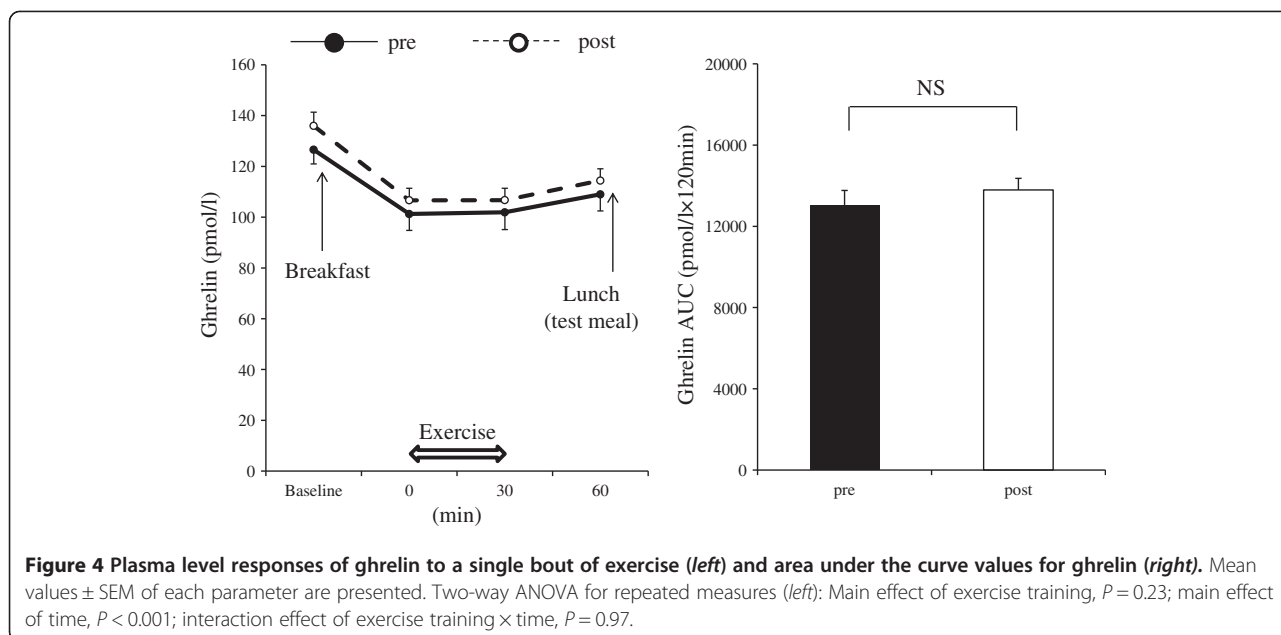 pre post
160
140
120
100
80
60
40
20
0
Ghrelin (pmol/l)
Breakfast
Lunch
(test meal)
Exercise
Baseline 0 30 60
(min)
20000
16000
12000
8000
4000
0
Ghrelin AUC (pmol/l×120min)
NS
pre post
Figure 4 Plasma level responses of ghrelin to a single bout of exercise (left) and area under the curve values for ghrelin (right). Mean
values ± SEM of each parameter are presented. Two-way ANOVA for repeated measures (left): Main effect of exercise training, P = 0.23; main effect
of time, P < 0.001; interaction effect of exercise training × time, P = 0.97.